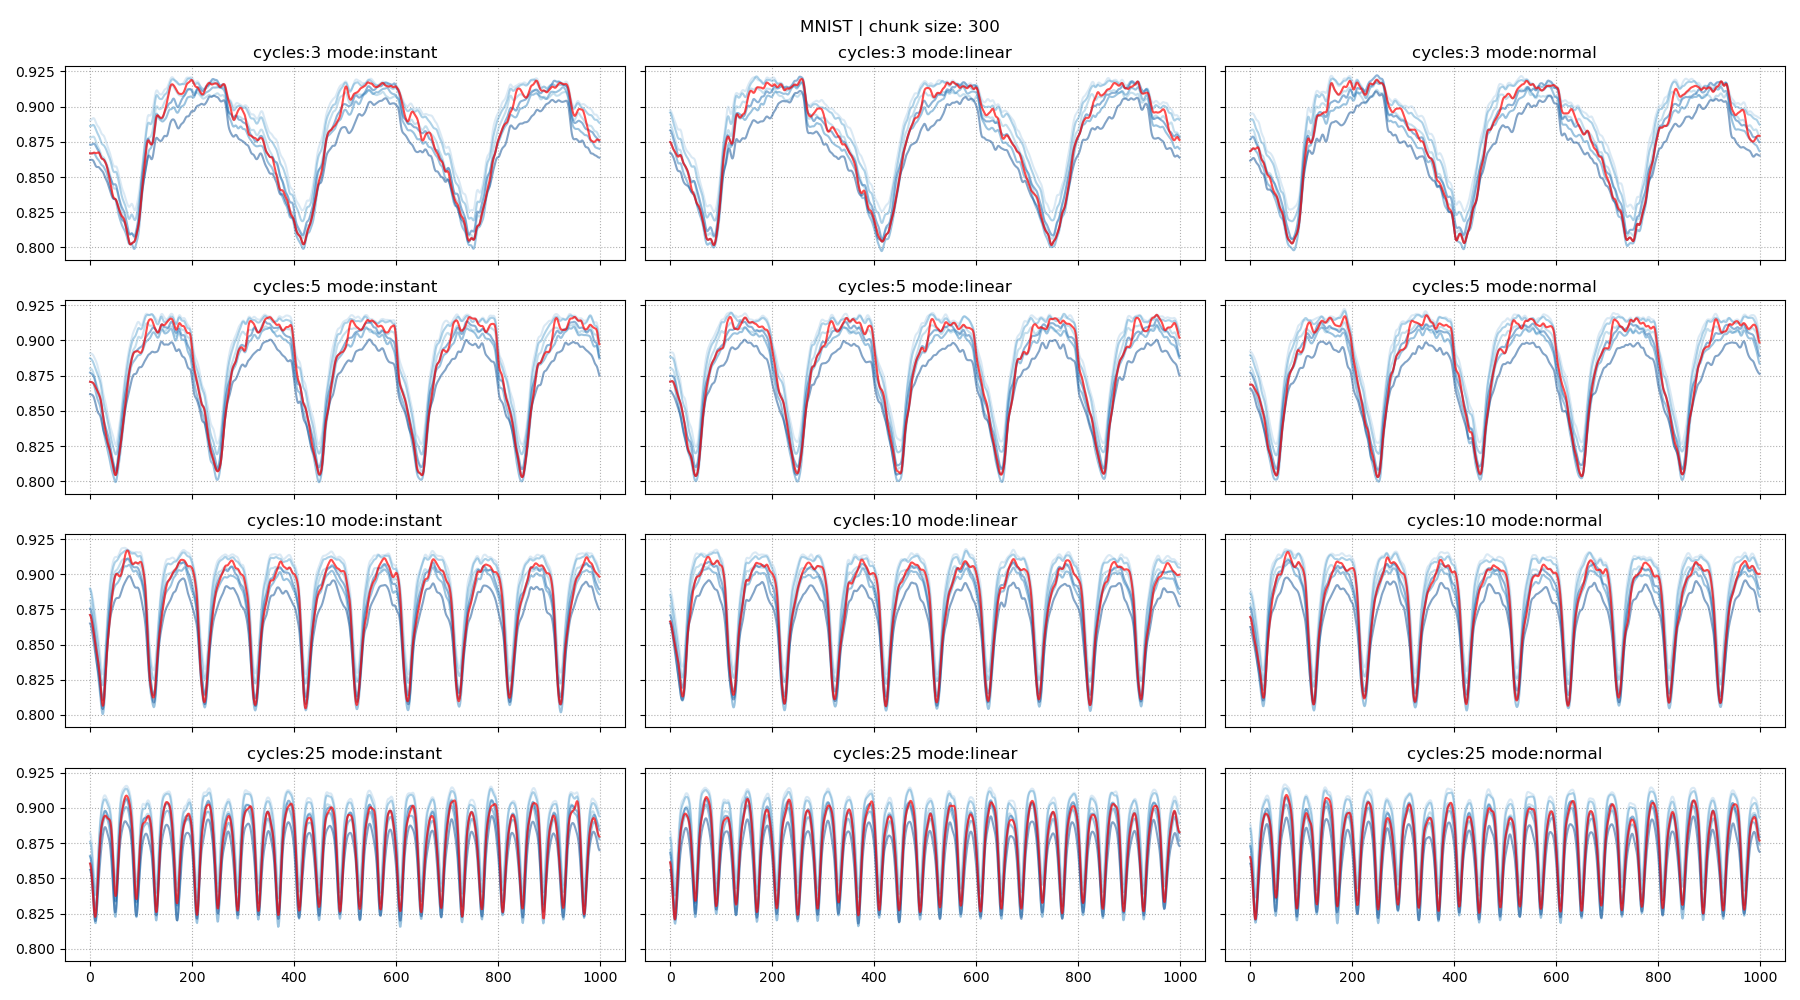 MNIST | chunk size: 300
cycles:3 mode:instant
cycles:3 mode:linear
cycles:3 mode:normal
0.925
0.900
0.875
0.850
0.825
0.800
cycles:5 mode:instant
cycles:5 mode:linear
cycles:5 mode:normal
0.925
0.900
0.875
0.850
0.825
0.800
cycles:10 mode:instant
cycles:10 mode:linear
cycles:10 mode:normal
0.925
0.900
0.875
0.850
0.825
0.800
cycles:25 mode:instant
cycles:25 mode:linear
cycles:25 mode:normal
0.925
0.900
0.875
0.850
0.825
0.800
0 200 400 600 800 1000
0 200 400 600 800 1000
0 200 400 600 800 1000